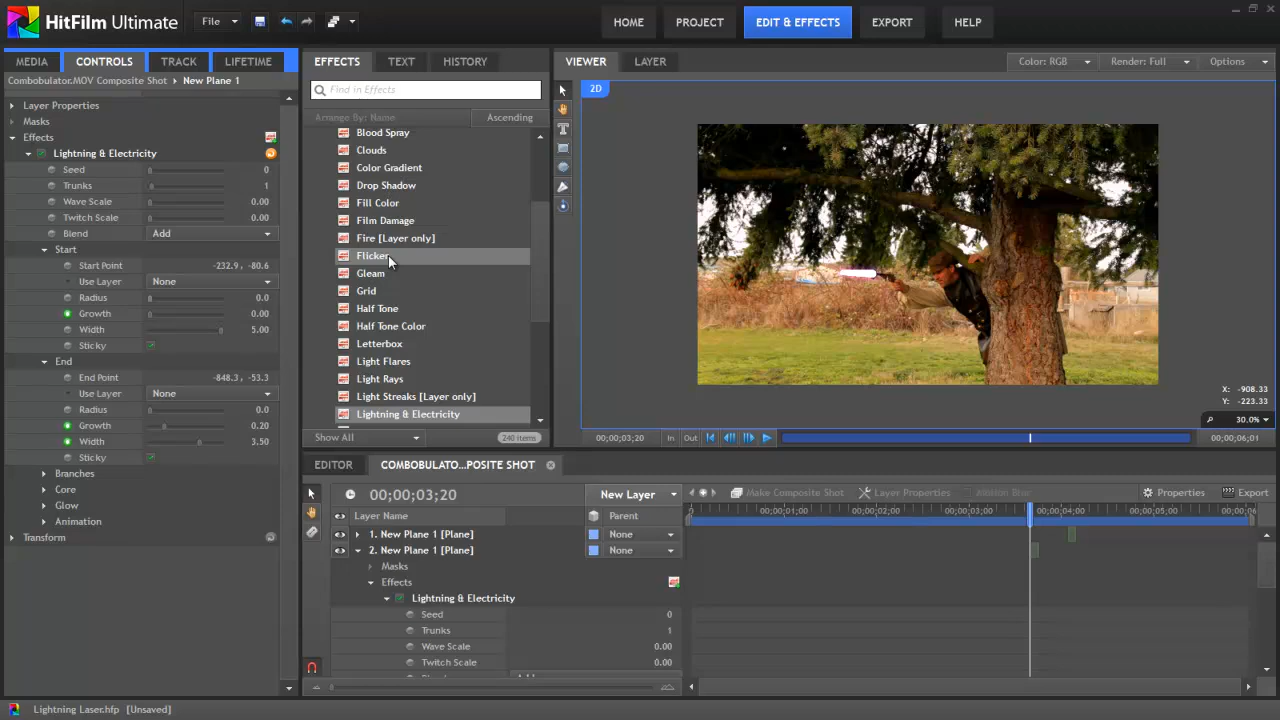 HitFilm Ultimate
File
HOME
PROJECT
EDIT & EFFECTS
EXPORT
HELP
MEDIA
CONTROLS
TRACK
LIFETIME
Combobulator.MOV Composite Shot
New Plane 1
Layer Properties
Masks
Effects
Lightning & Electricity
Seed 0
Trunks 1
Wave Scale 0.00
Twitch Scale 0.00
Blend Add
Start
Start Point -232.9, -80.6
Use Layer None
Radius 0.0
Growth 0.00
Width 5.00
Sticky
End
End Point -848.3, -53.3
Use Layer None
Radius 0.0
Growth 0.20
Width 3.50
Sticky
Branches
Core
Glow
Animation
Transform
EFFECTS
TEXT
HISTORY
Find in Effects
Arrange By: Name
Ascending
Blood Spray
Clouds
Color Gradient
Drop Shadow
Fill Color
Film Damage
Fire [Layer only]
Flicker
Gleam
Grid
Half Tone
Half Tone Color
Letterbox
Light Flares
Light Rays
Light Streaks [Layer only]
Lightning & Electricity
Show All
240 items
VIEWER
LAYER
Color: RGB
Render: Full
Options
2D
X: -908.33
Y: -223.33
30.0%
00;00;03;20
In
Out
00;00;06;01
EDITOR
COMBOBULATO...POSITE SHOT
00;00;03;20
New Layer
Make Composite Shot
Layer Properties
Motion Blur
Properties
Export
Layer Name
Parent
0
00;00;01;00
00;00;02;00
00;00;03;00
00;00;04;00
00;00;05;00
00;00;06
1. New Plane 1 [Plane] None
2. New Plane 1 [Plane] None
Masks
Effects
Lightning & Electricity
Seed 0
Trunks 1
Wave Scale 0.00
Twitch Scale 0.00
Lightning Laser.hfp [Unsaved]